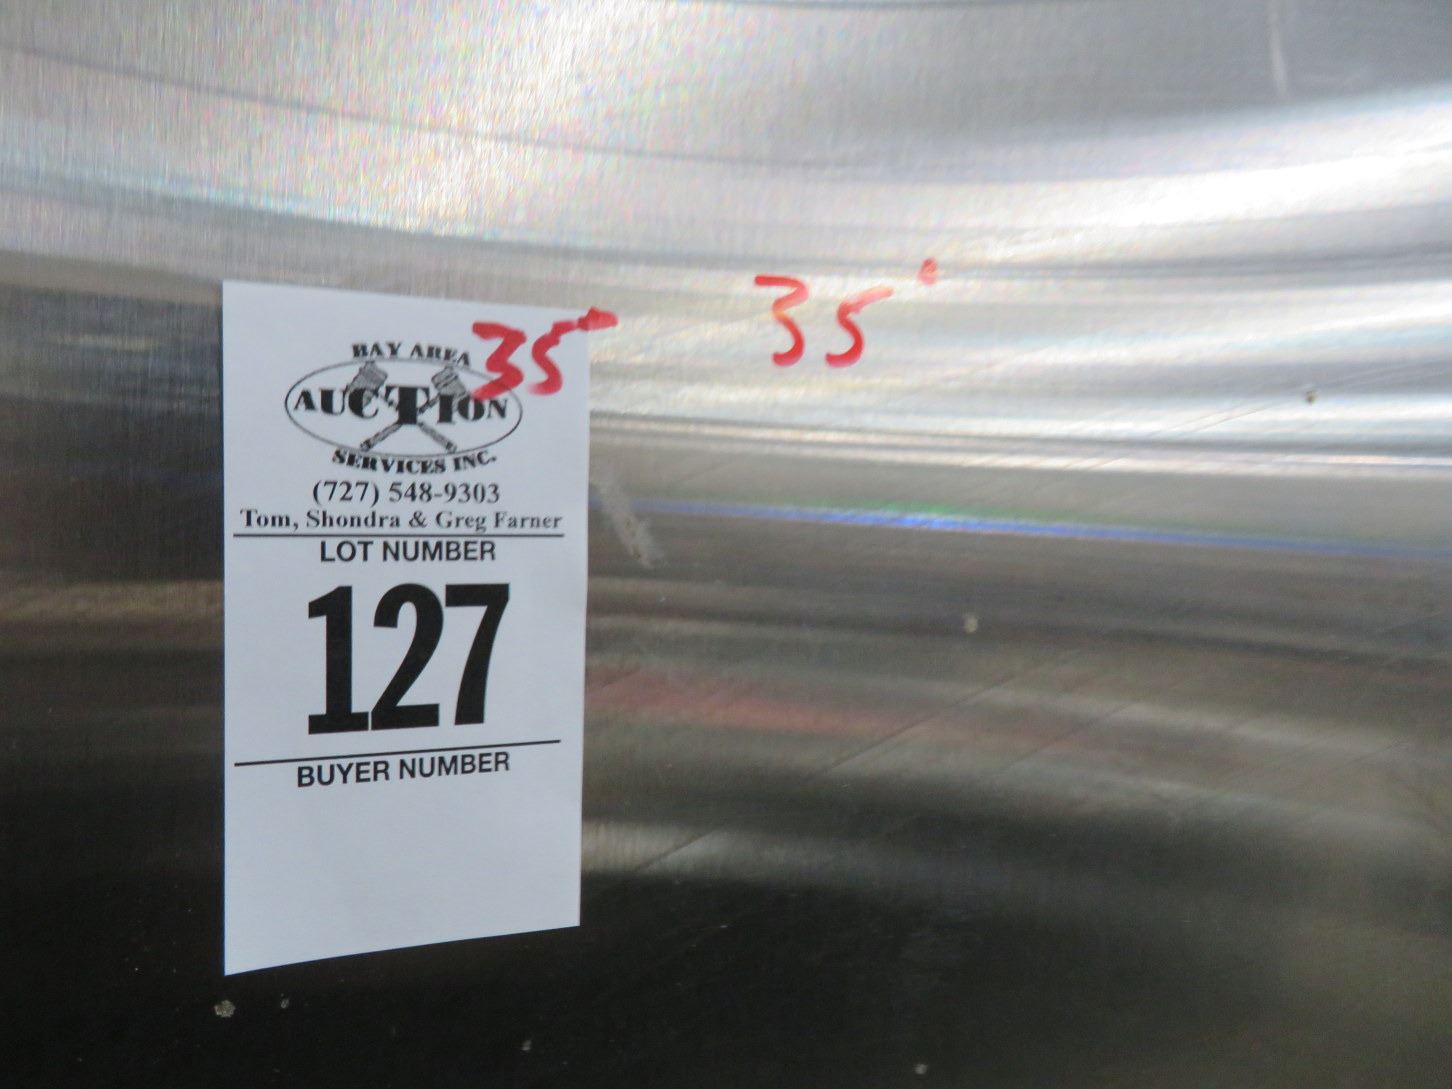 35°
35°
BAY AREA
AUCTION
SERVICES INC.
(727) 548-9303
Tom, Shondra & Greg Farner
LOT NUMBER
127
BUYER NUMBER